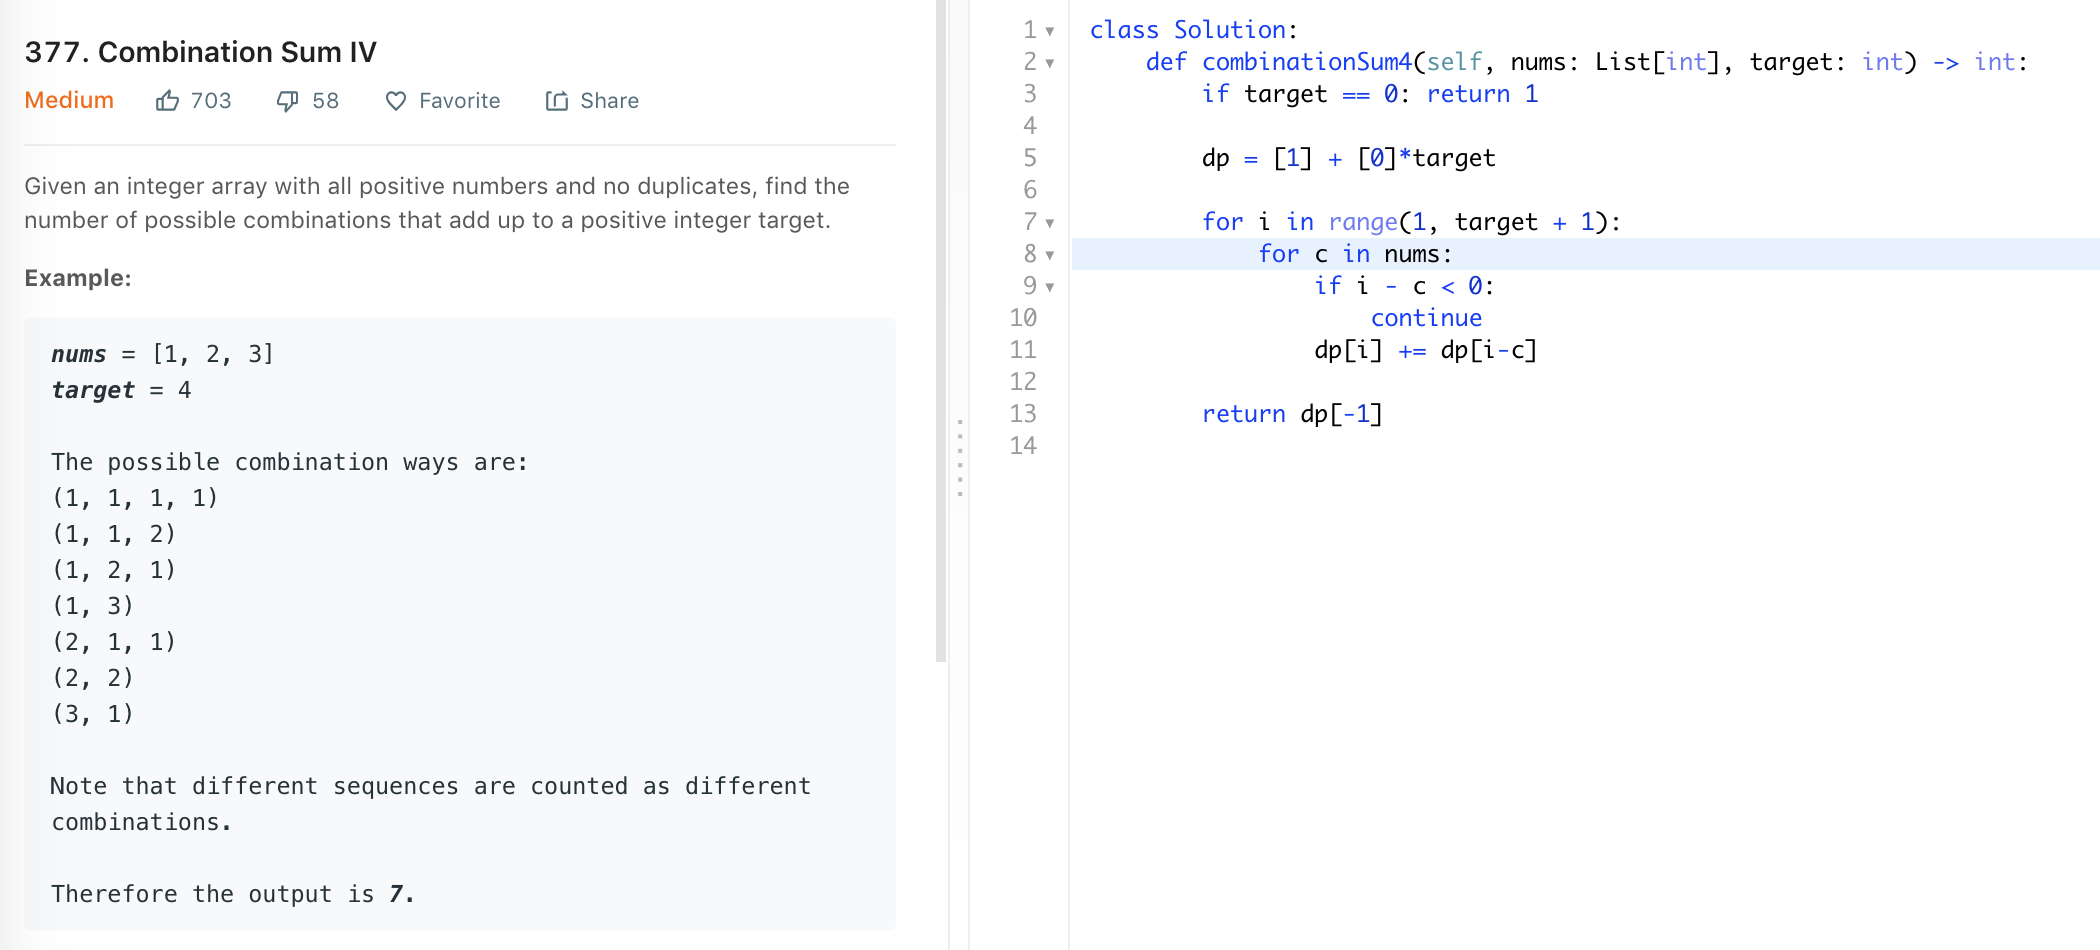 377. Combination Sum IV
Medium 703 58 Favorite Share
Given an integer array with all positive numbers and no duplicates, find the
number of possible combinations that add up to a positive integer target.
Example:
nums = [1, 2, 3]
target = 4
The possible combination ways are:
(1, 1, 1, 1)
(1, 1, 2)
(1, 2, 1)
(1, 3)
(2, 1, 1)
(2, 2)
(3, 1)
Note that different sequences are counted as different
combinations.
Therefore the output is 7.
1 class Solution:
2     def combinationSum4(self, nums: List[int], target: int) -> int:
3         if target == 0: return 1
4
5         dp = [1] + [0]*target
6
7         for i in range(1, target + 1):
8             for c in nums:
9                 if i - c < 0:
10                     continue
11                 dp[i] += dp[i-c]
12
13         return dp[-1]
14